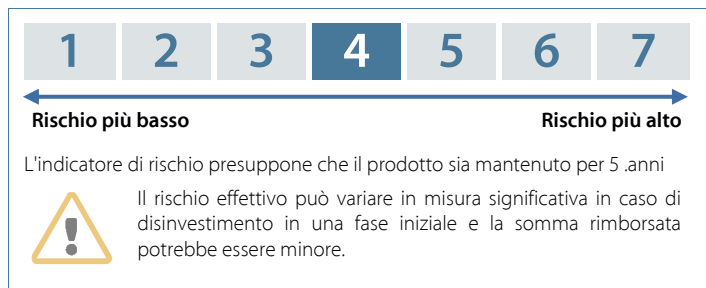 1 2 3 4 5 6 7
Rischio più basso Rischio più alto
L'indicatore di rischio presuppone che il prodotto sia mantenuto per 5 .anni
Il rischio effettivo può variare in misura significativa in caso di
disinvestimento in una fase iniziale e la somma rimborsata
potrebbe essere minore.